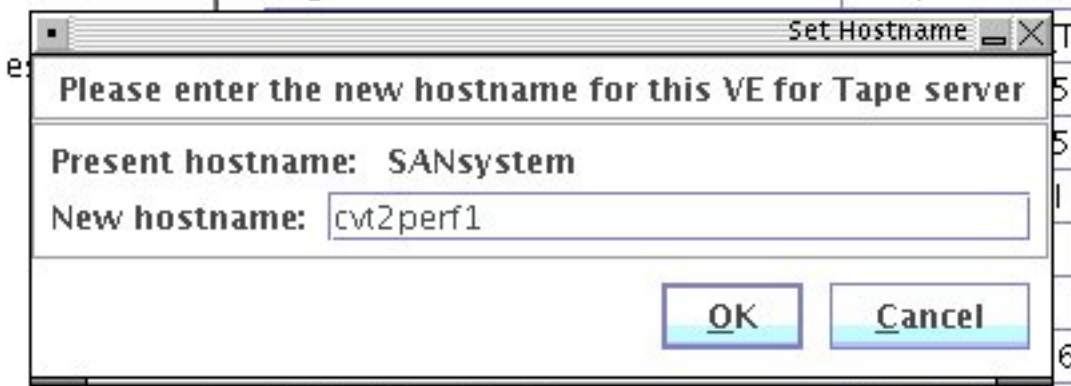 Set Hostname
Please enter the new hostname for this VE for Tape server
Present hostname: SANsystem
New hostname: cvt2perf1
OK Cancel